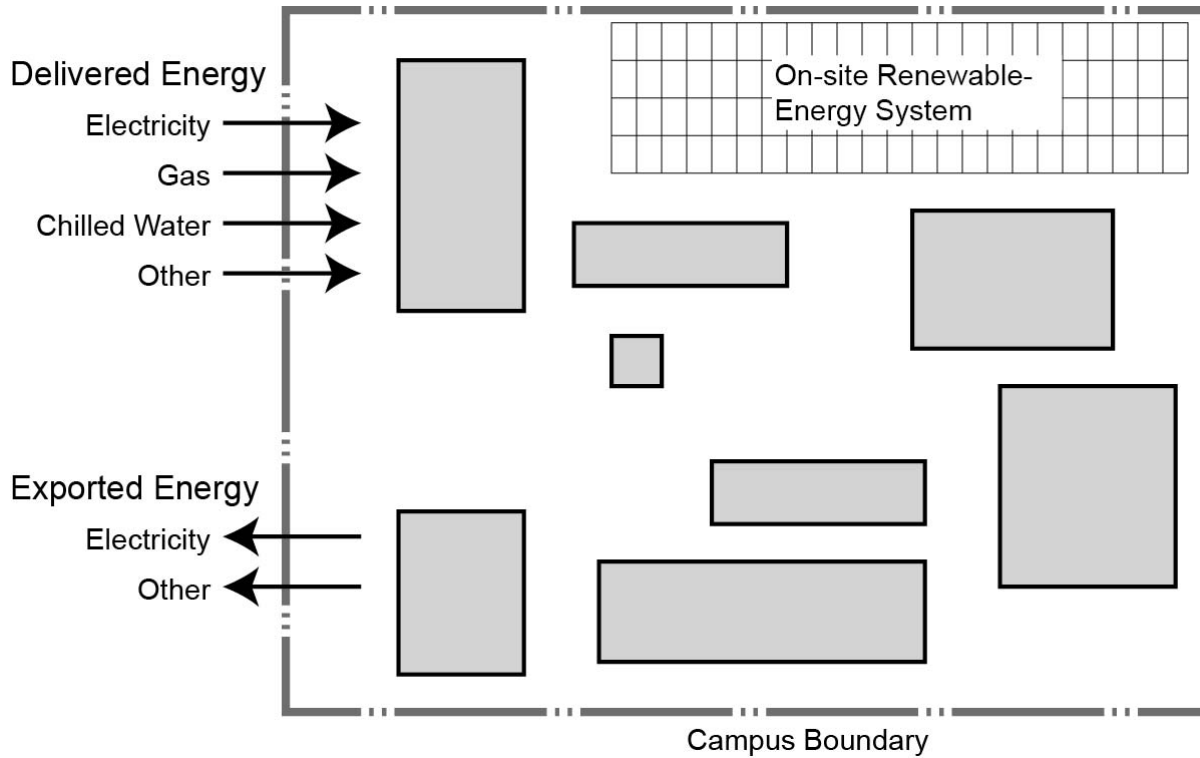 Delivered Energy
Electricity
Gas
Chilled Water
Other
On-site Renewable-
Energy System
Exported Energy
Electricity
Other
Campus Boundary